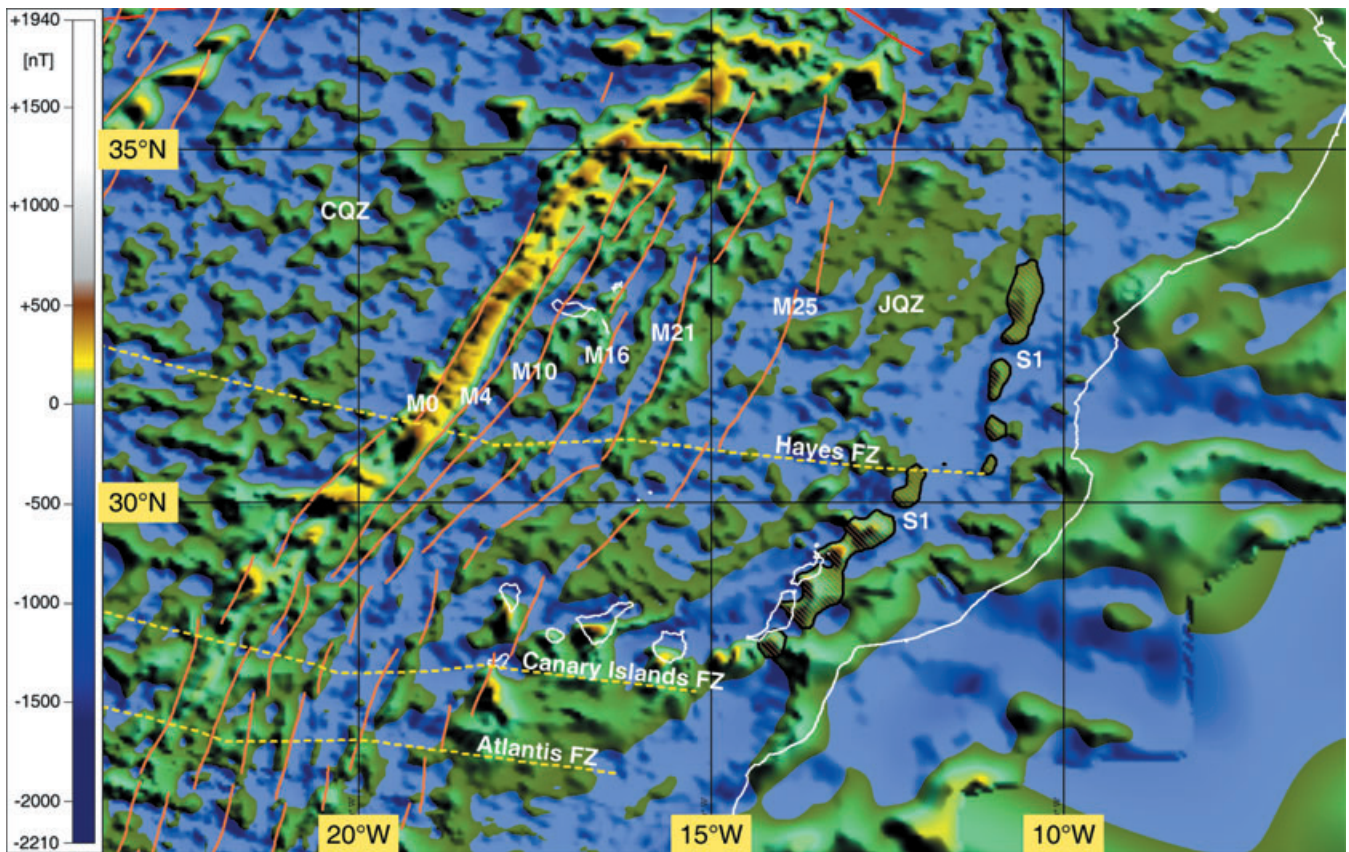 +1940
[nT]
+1500
+1000
+500
0
-500
-1000
-1500
-2000
-2210
35°N
30°N
20°W
15°W
10°W
CQZ
JQZ
M0
M4
M10
M16
M21
M25
S1
Hayes FZ
S1
Canary Islands FZ
Atlantis FZ